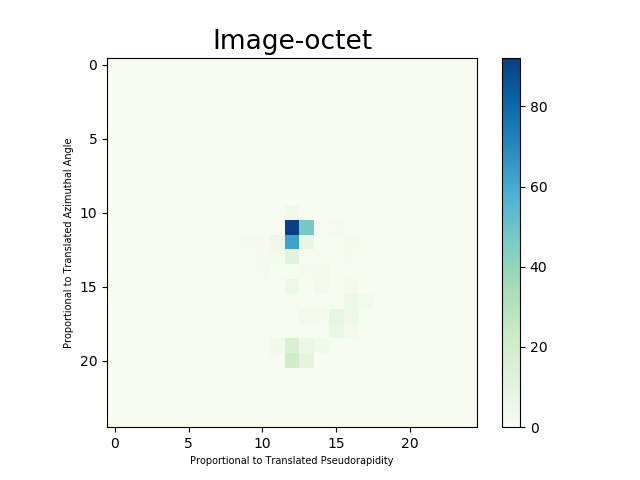 Image-octet
Proportional to Translated Azimuthal Angle
0
5
10
15
20
0 5 10 15 20
Proportional to Translated Pseudorapidity
80
60
40
20
0